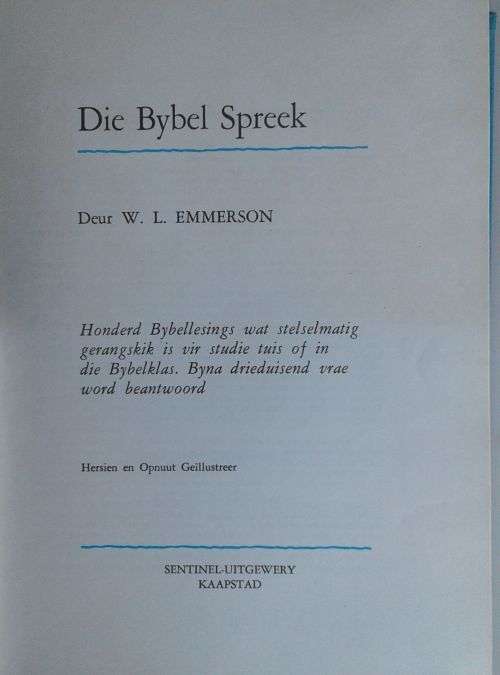 Die Bybel Spreek
Deur W. L. EMMERSON
Honderd Bybellesings wat stelselmatig
gerangskik is vir studie tuis of in
die Bybelklas. Byna drieduisend vrae
word beantwoord
Hersien en Opnuut Geïllustreer
SENTINEL-UITGEWERY
KAAPSTAD